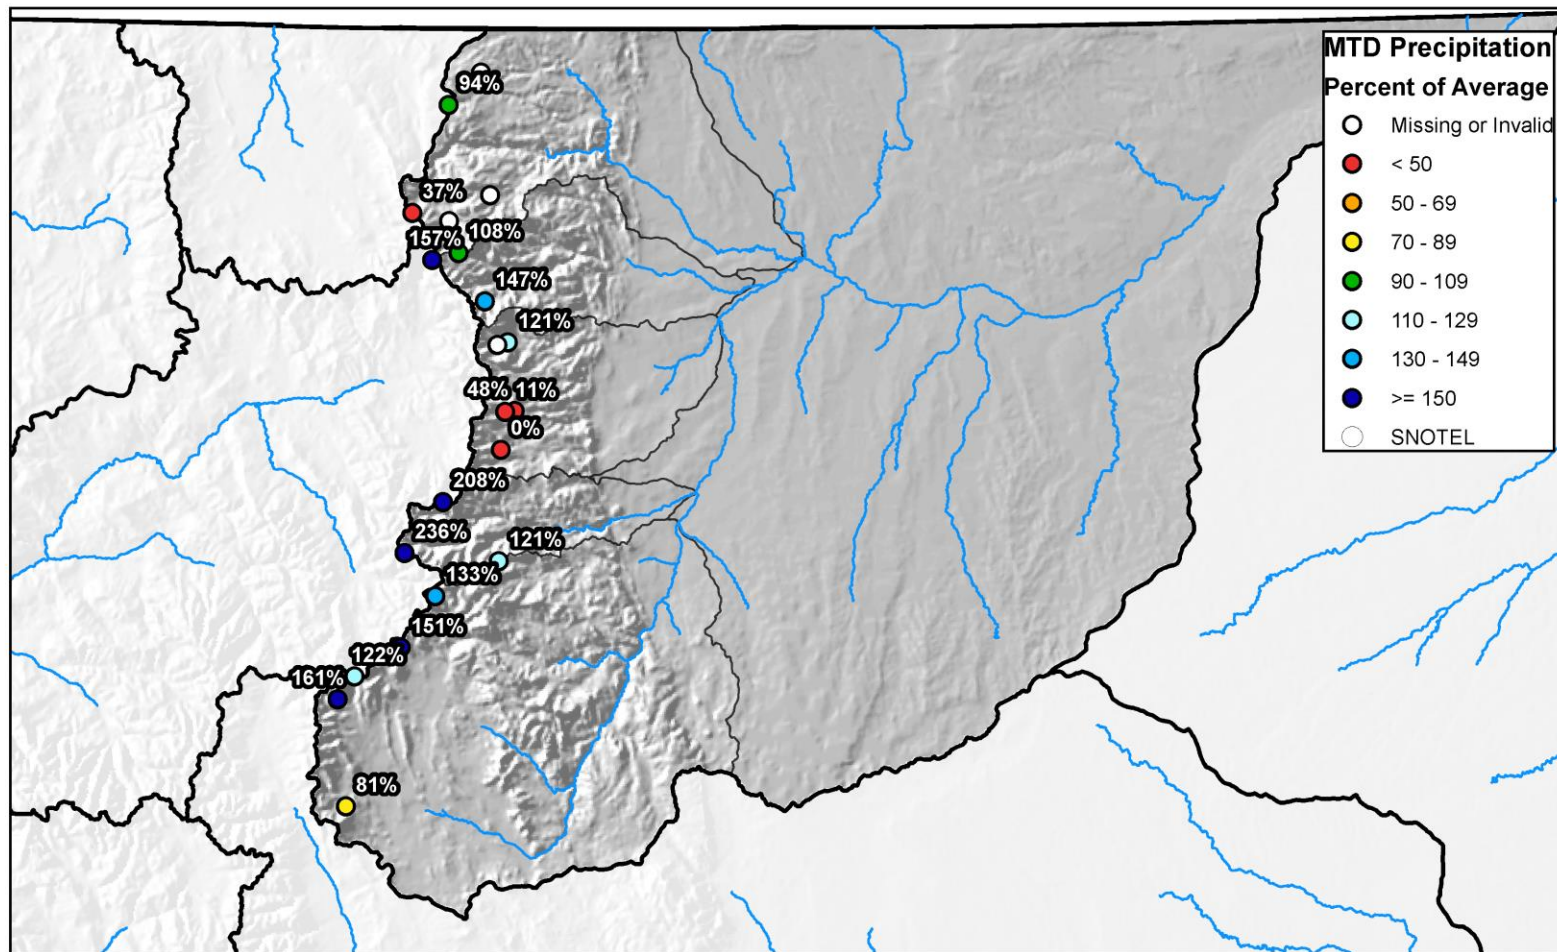 MTD Precipitation
Percent of Average
Missing or Invalid
< 50
50 - 69
70 - 89
90 - 109
110 - 129
130 - 149
>= 150
SNOTEL
94%
37%
108%
157%
147%
121%
48%
11%
0%
208%
236%
121%
133%
151%
122%
161%
81%